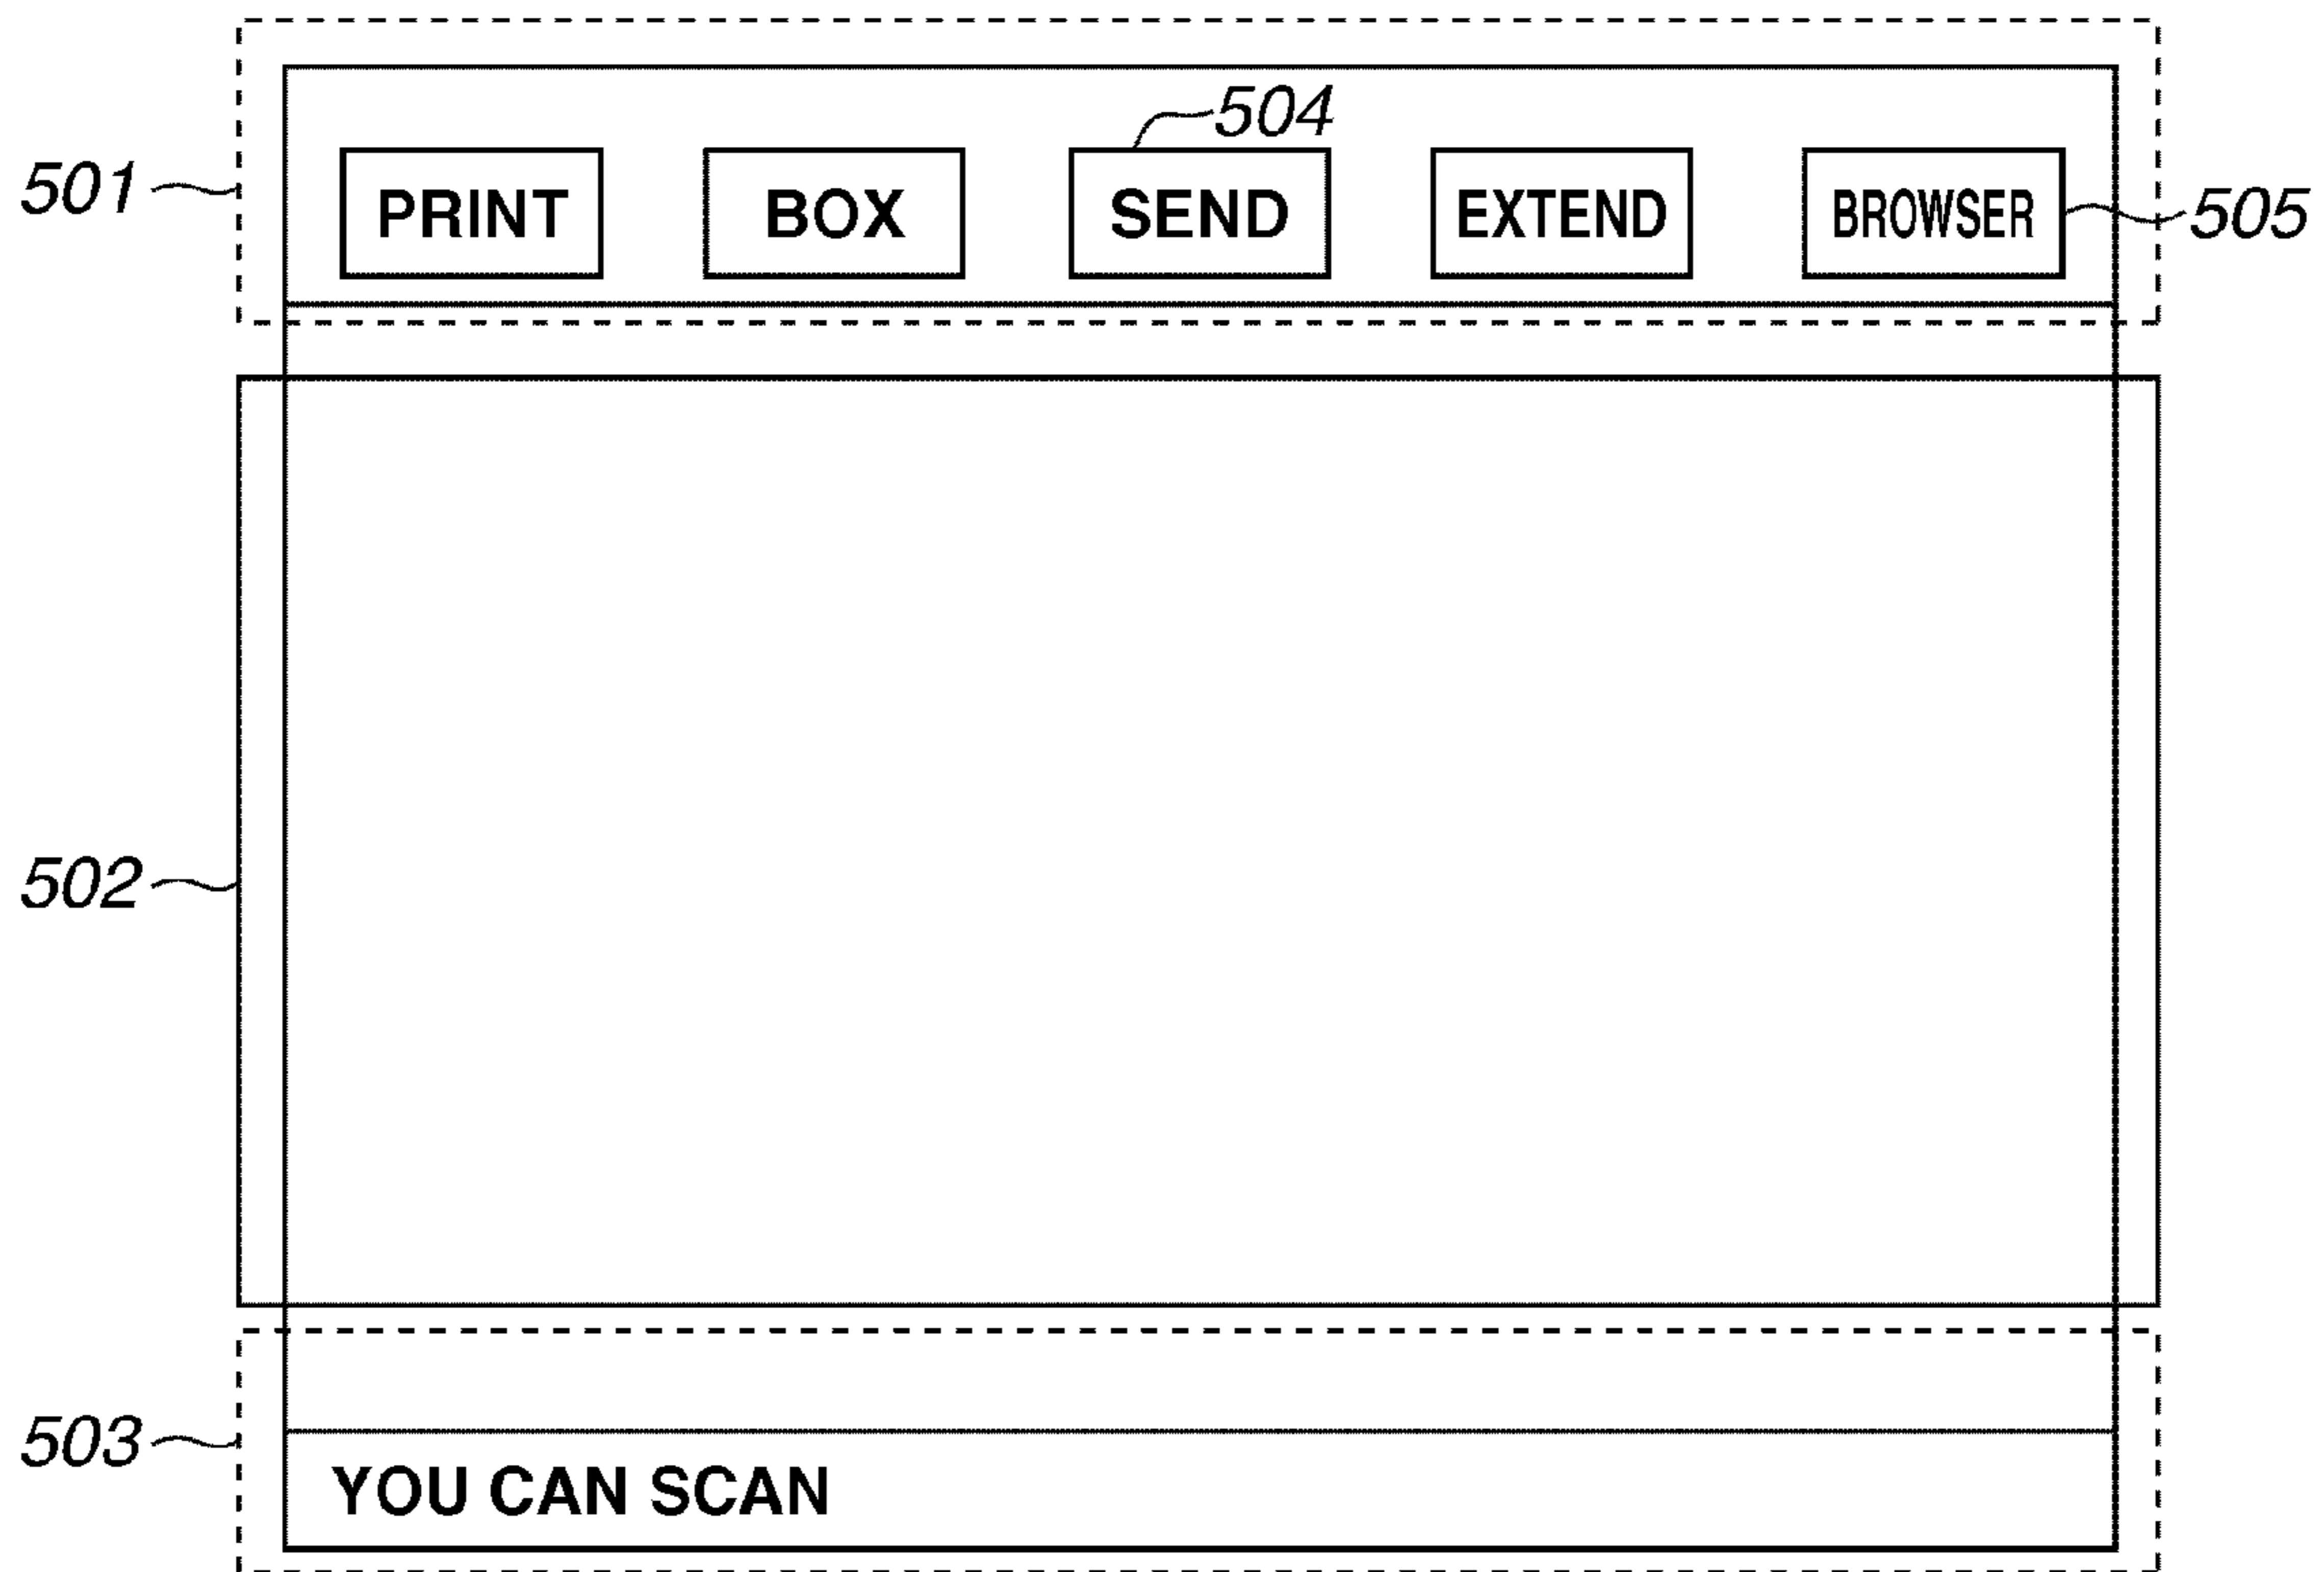 504
501
PRINT BOX SEND EXTEND BROWSER
505
502
503
YOU CAN SCAN